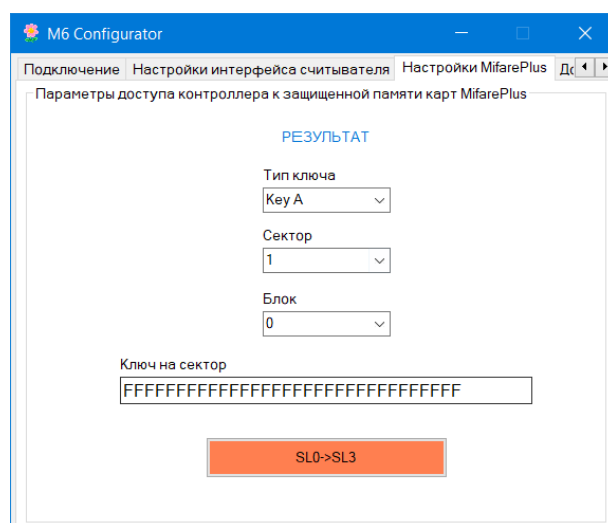 M6 Configurator
Подключение Настройки интерфейса считывателя Настройки MifarePlus
Параметры доступа контроллера к защищенной памяти карт MifarePlus
РЕЗУЛЬТАТ
Тип ключа
Key A
Сектор
1
Блок
0
Ключ на сектор
FFFFFFFFFFFFFFFFFFFFFFFFFFFFFFFF
SL0->SL3